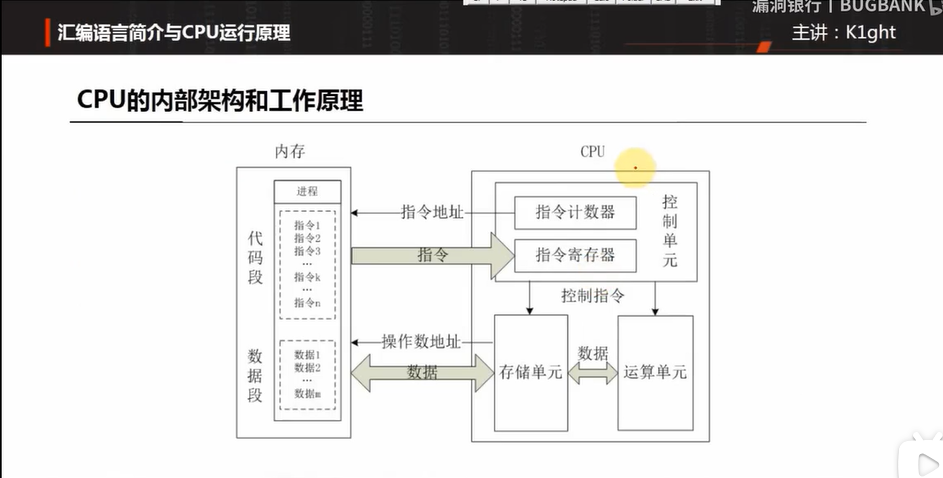 漏洞银行 | BUGBANK
汇编语言简介与CPU运行原理
主讲：K1ght
CPU的内部架构和工作原理
内存
CPU
进程
代码段
指令1
指令2
指令3
...
指令k
...
指令n
数据段
数据1
数据2
...
数据m
指令地址
指令
操作数地址
数据
指令计数器
指令寄存器
控制单元
控制指令
存储单元
数据
运算单元